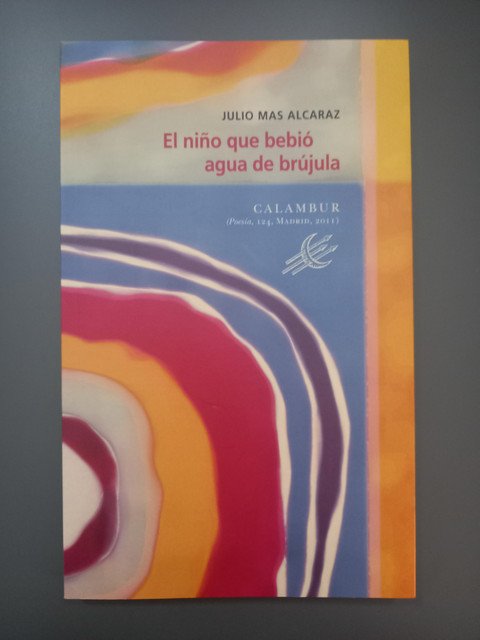 JULIO MAS ALCARAZ
El niño que bebió
agua de brújula
CALAMBUR
(Poesía, 124, MADRID, 2011)